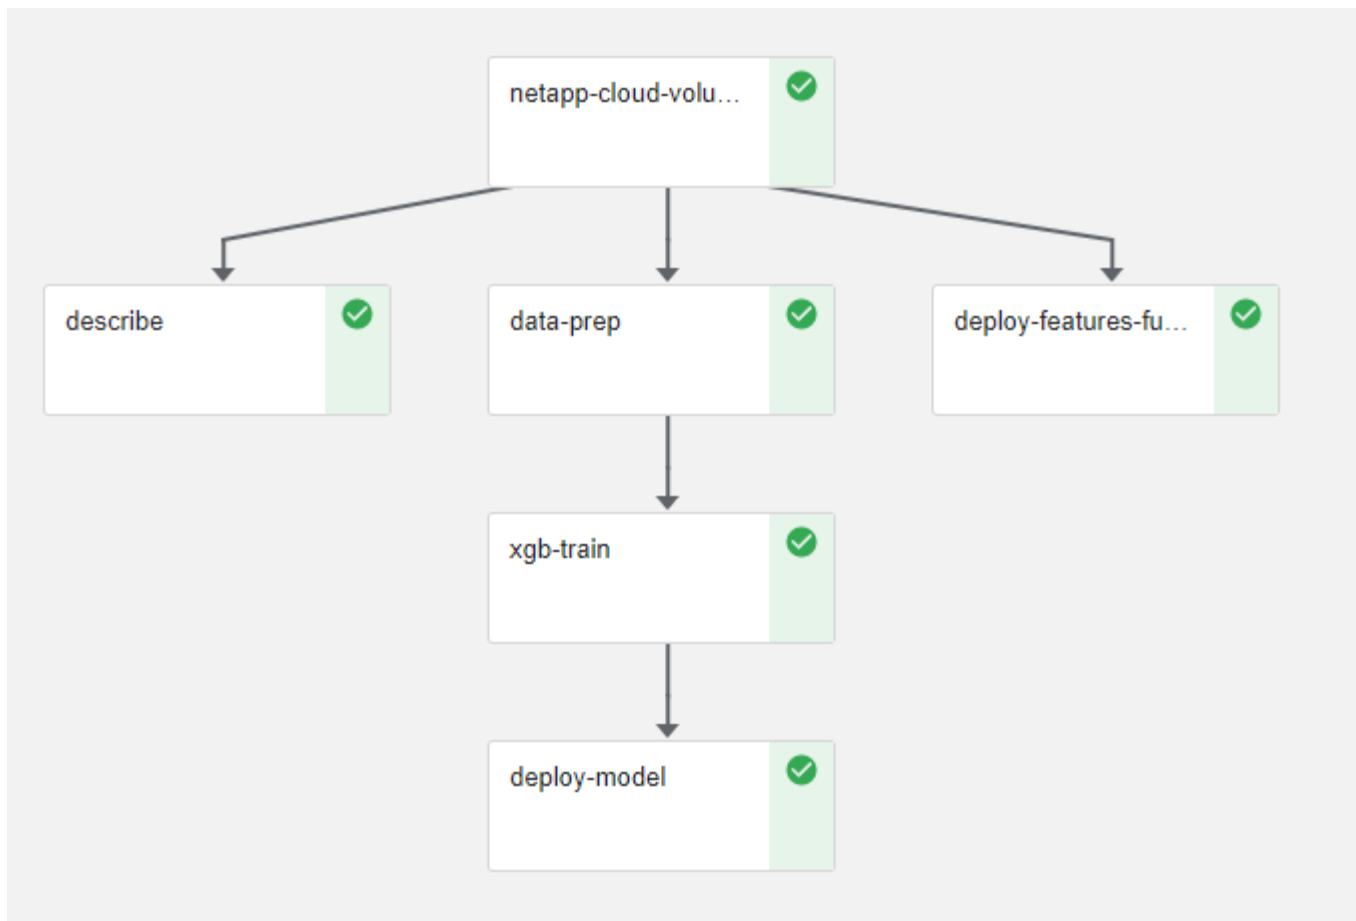 netapp-cloud-volu...
describe
data-prep
deploy-features-fu...
xgb-train
deploy-model